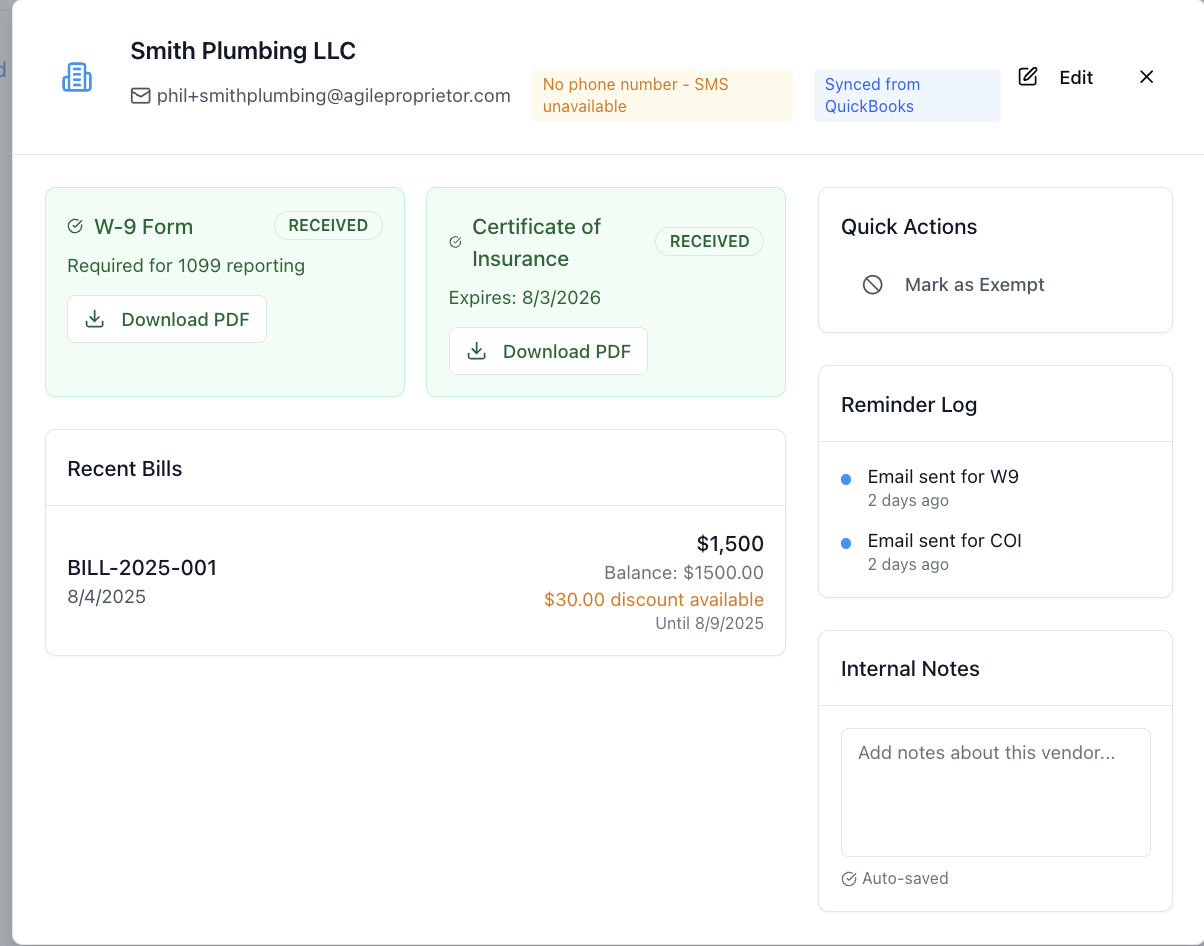 Smith Plumbing LLC
phil+smithplumbing@agileproprietor.com
No phone number - SMS
unavailable
Synced from
QuickBooks
Edit
W-9 Form
RECEIVED
Required for 1099 reporting
Download PDF
Certificate of
Insurance
RECEIVED
Expires: 8/3/2026
Download PDF
Recent Bills
BILL-2025-001
8/4/2025
$1,500
Balance: $1500.00
$30.00 discount available
Until 8/9/2025
Quick Actions
Mark as Exempt
Reminder Log
Email sent for W9
2 days ago
Email sent for COI
2 days ago
Internal Notes
Add notes about this vendor...
Auto-saved